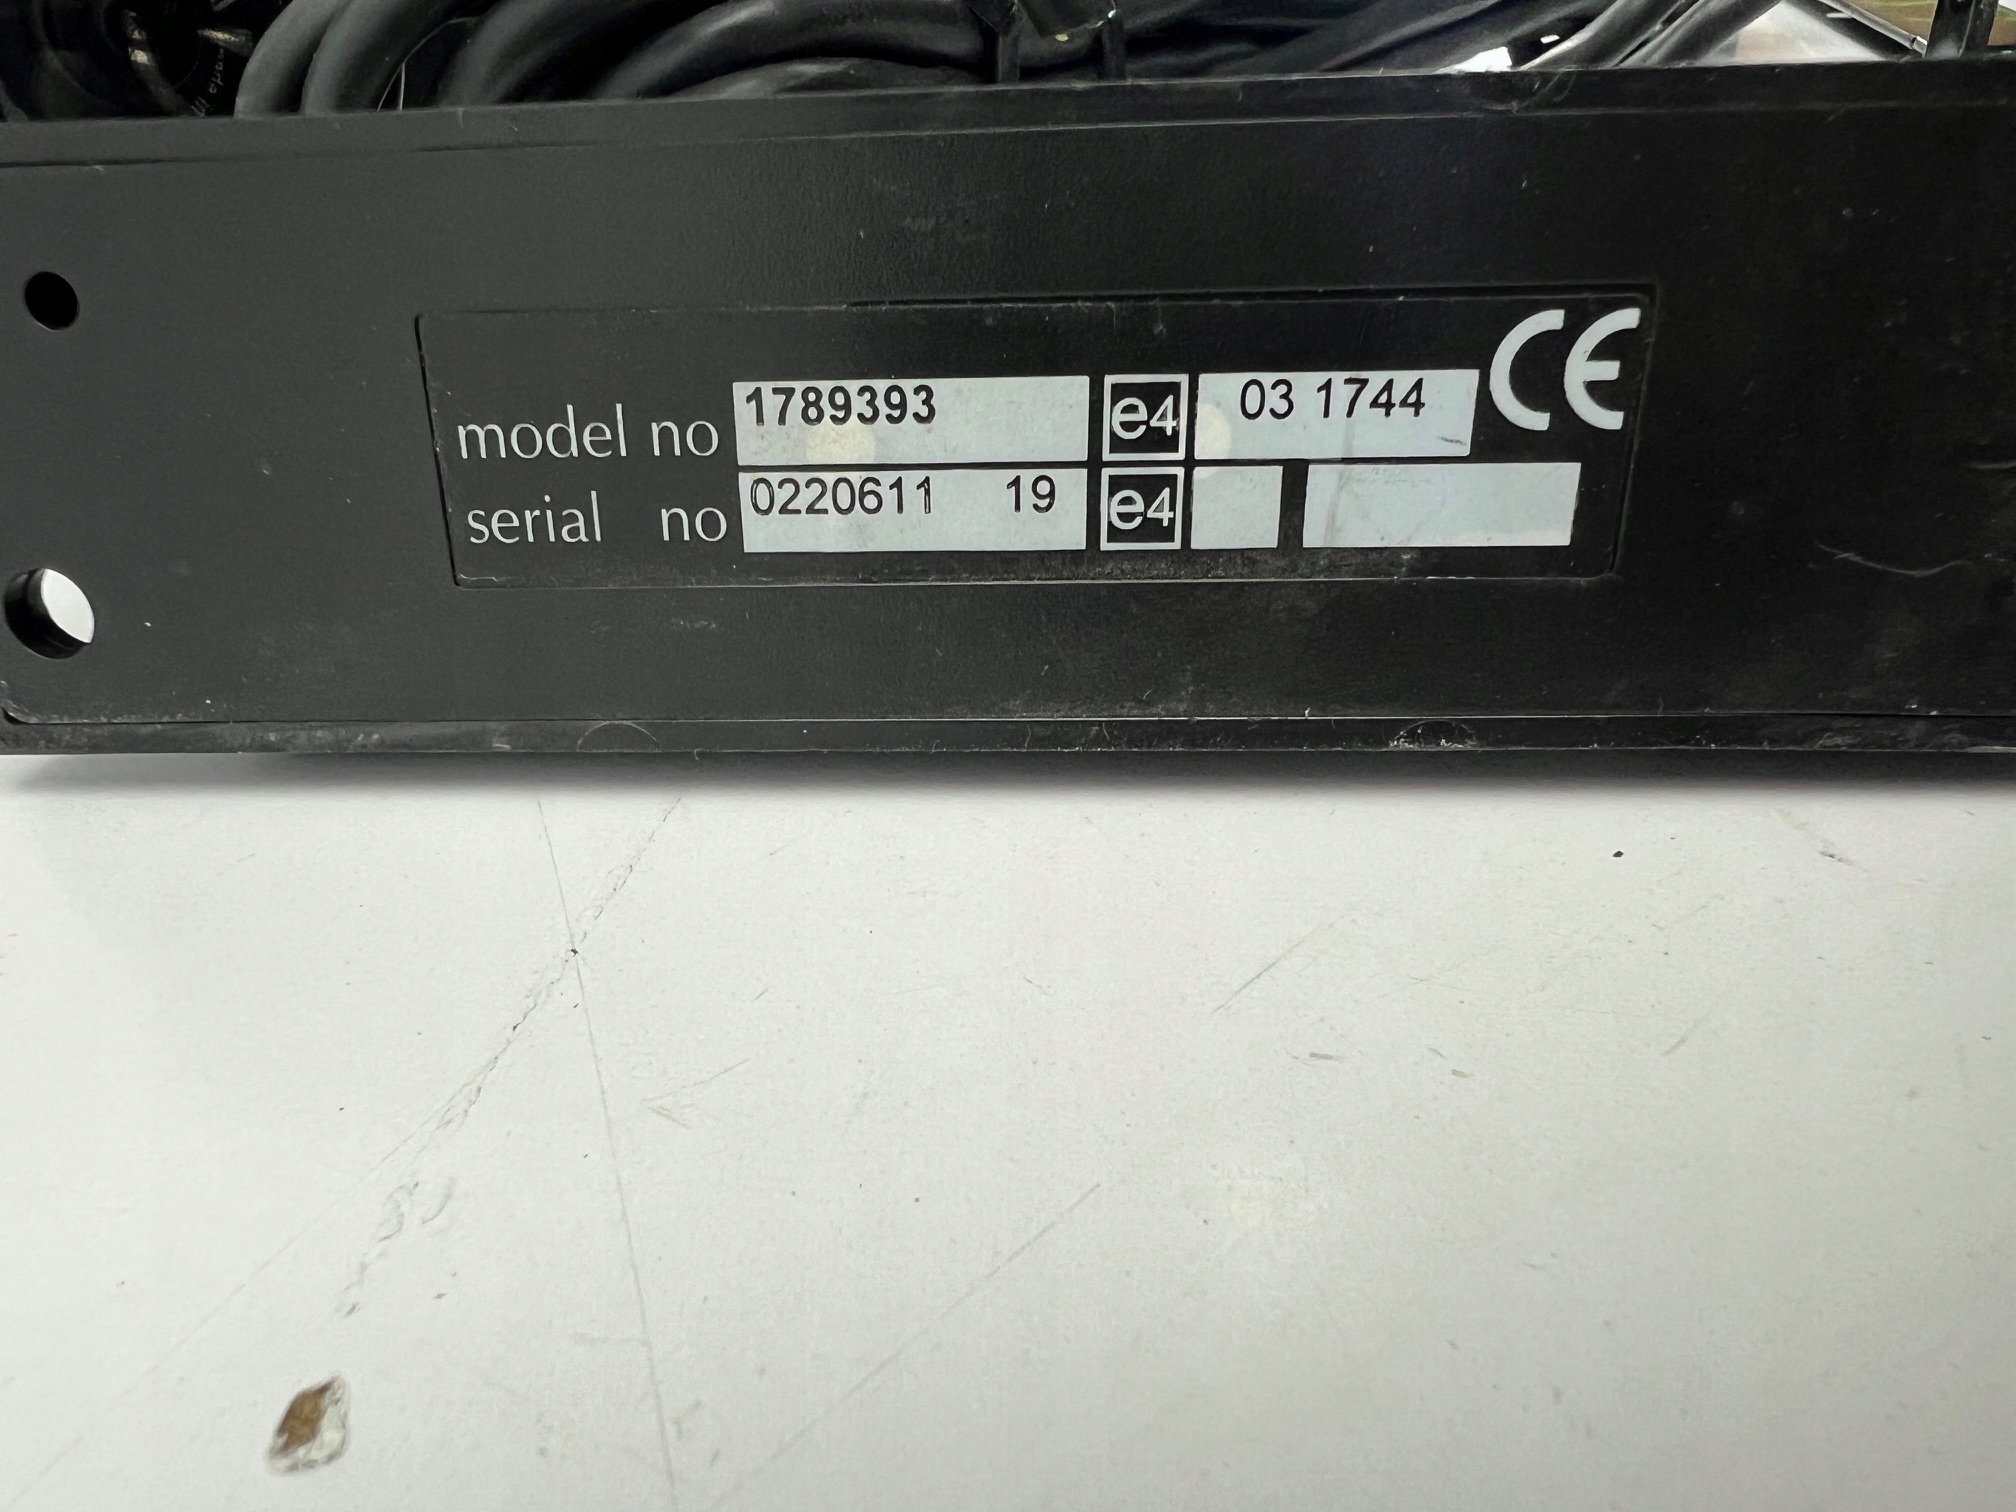 model no 1789393 e4 03 1744 CE
serial no 0220611 19 e4